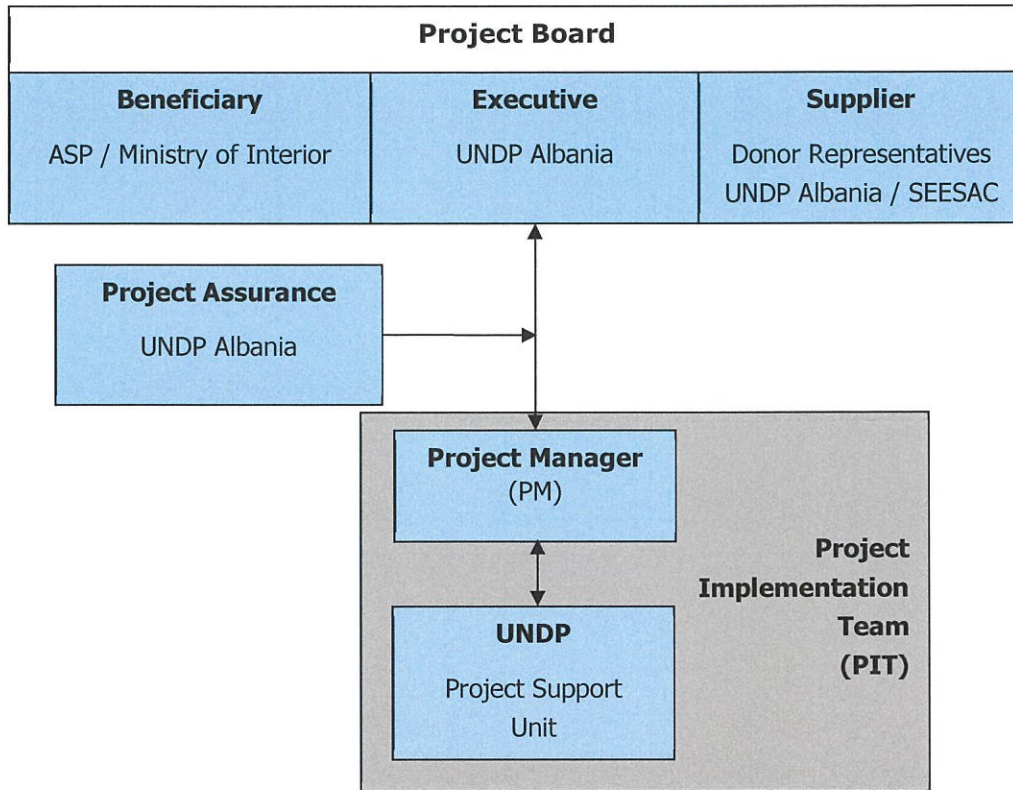 Project Board
Beneficiary
ASP / Ministry of Interior
Executive
UNDP Albania
Supplier
Donor Representatives
UNDP Albania / SEESAC
Project Assurance
UNDP Albania
Project Manager
(PM)
Project
Implementation
Team
(PIT)
UNDP
Project Support
Unit